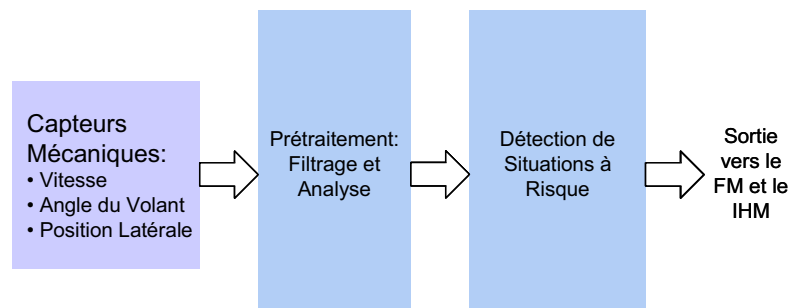 Capteurs
Mécaniques:
• Vitesse
• Angle du Volant
• Position Latérale
Prétraitement:
Filtrage et
Analyse
Détection de
Situations à
Risque
Sortie
vers le
FM et le
IHM